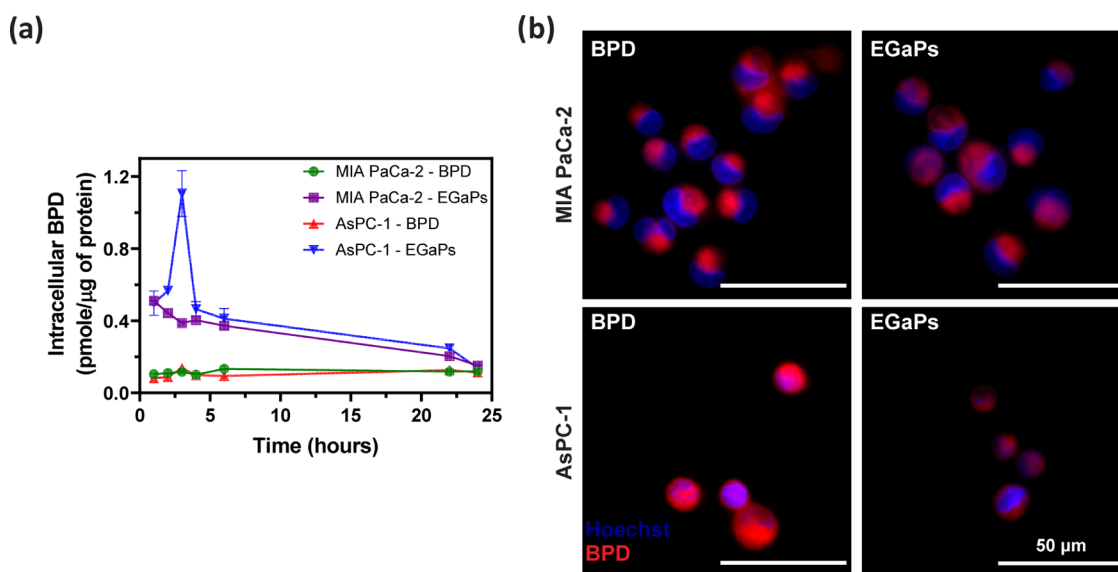 (a)
Intracellular BPD
(pmole/µg of protein)
1.2
0.8
0.4
0.0
0
5
10
15
20
25
Time (hours)
MIA PaCa-2 - BPD
MIA PaCa-2 - EGaPs
AsPC-1 - BPD
AsPC-1 - EGaPs
(b)
MIA PaCa-2
BPD
EGaPs
AsPC-1
BPD
EGaPs
Hoechst
BPD
50 µm